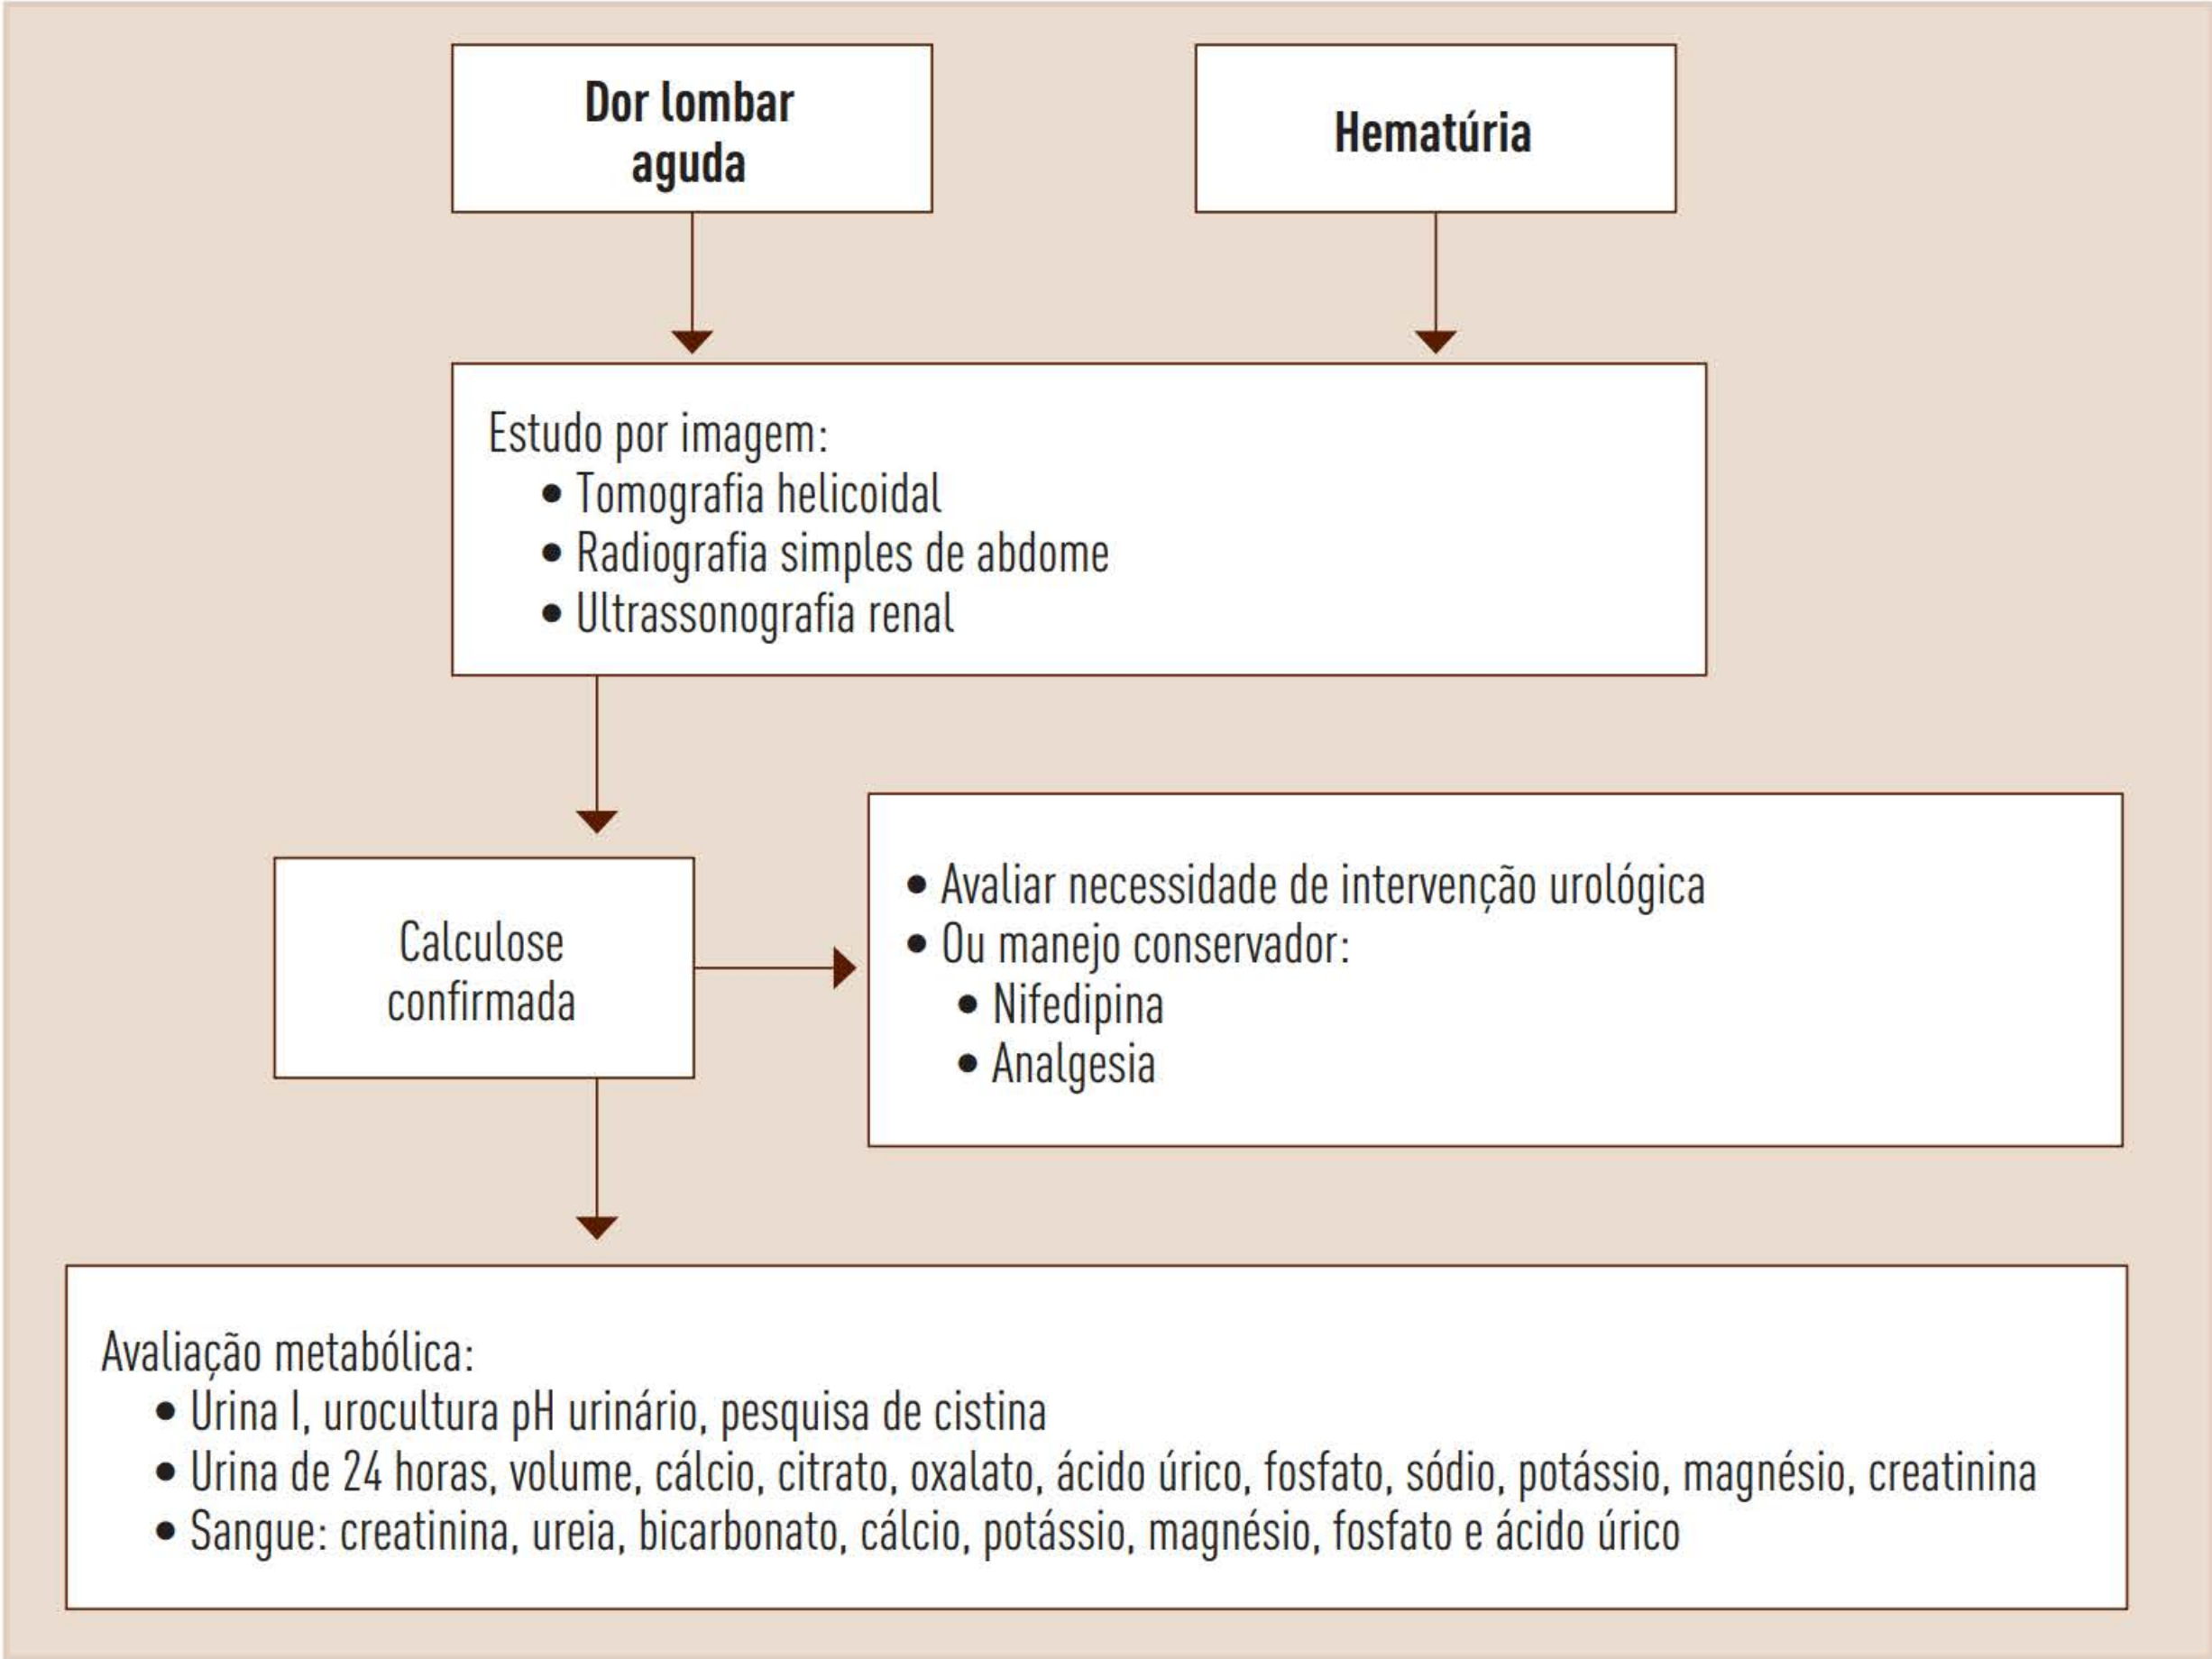 Dor lombar
aguda
Hematúria
Estudo por imagem:
• Tomografia helicoidal
• Radiografia simples de abdome
• Ultrassonografia renal
Calculose
confirmada
• Avaliar necessidade de intervenção urológica
• Ou manejo conservador:
• Nifedipina
• Analgesia
Avaliação metabólica:
• Urina I, urocultura pH urinário, pesquisa de cistina
• Urina de 24 horas, volume, cálcio, citrato, oxalato, ácido úrico, fosfato, sódio, potássio, magnésio, creatinina
• Sangue: creatinina, ureia, bicarbonato, cálcio, potássio, magnésio, fosfato e ácido úrico